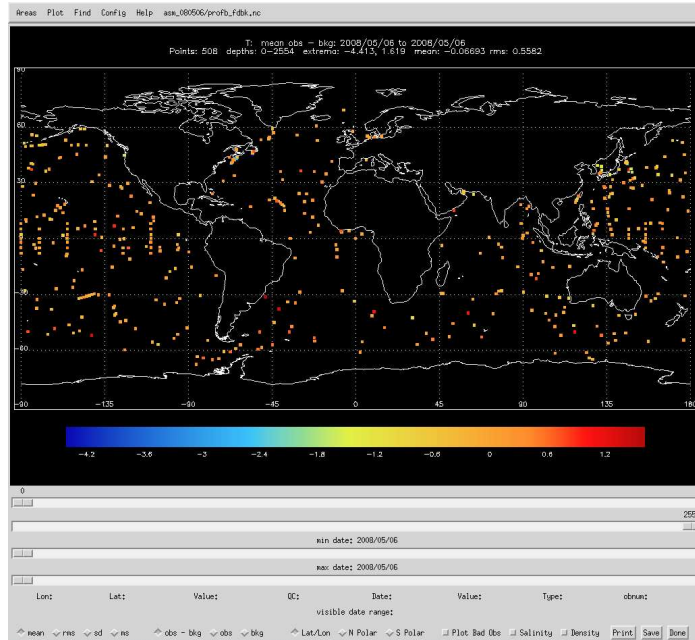 Areas Plot Find Config Help asm_080506/profb_fdbk.nc
T: mean obs - bkg: 2008/05/06 to 2008/05/06
Points: 508 depths: 0-2554 extrema: -4.413, 1.619 mean: -0.06693 rms: 0.5582
90
60
30
0
-30
-60
-90 -135 -90 -45 0 45 90 135 180
-4.2 -3.6 -3 -2.4 -1.8 -1.2 -0.6 0 0.6 1.2
0
255
min date: 2008/05/06
max date: 2008/05/06
Lon: Lat: Value: QC: Date: Value: Type: obnum:
visible date range:
mean rms sd ms obs - bkg obs bkg Lat/Lon N Polar S Polar Plot Bad Obs Salinity Density Print Save Done